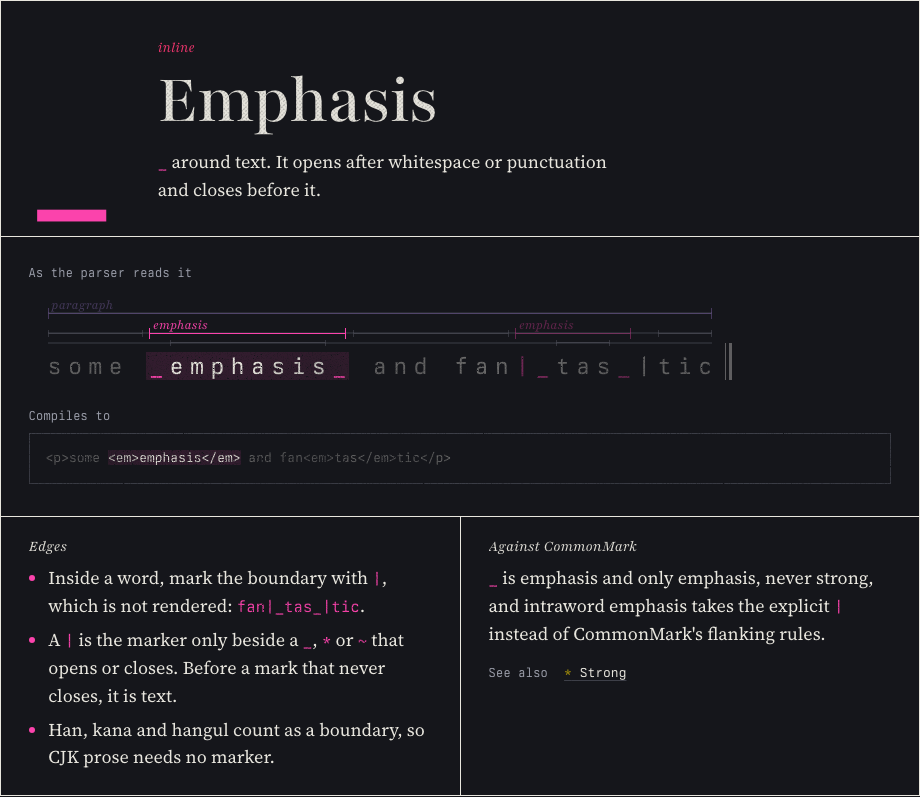 inline
Emphasis
_ around text. It opens after whitespace or punctuation
and closes before it.
As the parser reads it
paragraph
emphasis
emphasis
some _emphasis_ and fan|_tas_|tic
Compiles to
<p>some <em>emphasis</em> and fan<em>tas</em>tic</p>
Edges
• Inside a word, mark the boundary with |,
which is not rendered: fan|_tas_|tic.
• A | is the marker only beside a _, * or ~ that
opens or closes. Before a mark that never
closes, it is text.
• Han, kana and hangul count as a boundary, so
CJK prose needs no marker.
Against CommonMark
_ is emphasis and only emphasis, never strong,
and intraword emphasis takes the explicit |
instead of CommonMark's flanking rules.
See also * Strong